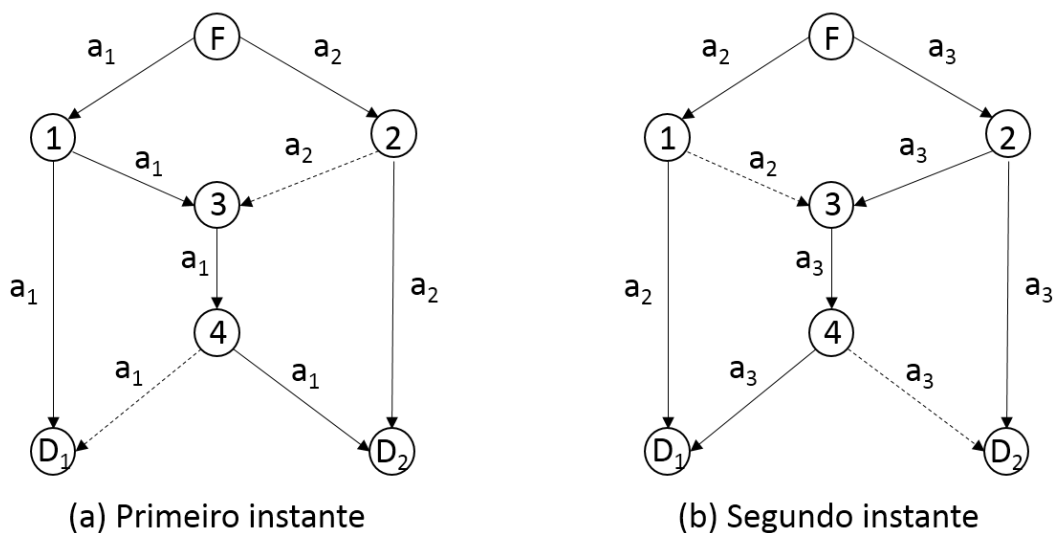 F
a₁ a₂
1 2
a₁ a₂
3
a₁
a₁ a₂
4
a₁ a₁
D₁ D₂
(a) Primeiro instante
F
a₂ a₃
1 2
a₂ a₃
3
a₃
a₂ a₃
4
a₃ a₃
D₁ D₂
(b) Segundo instante